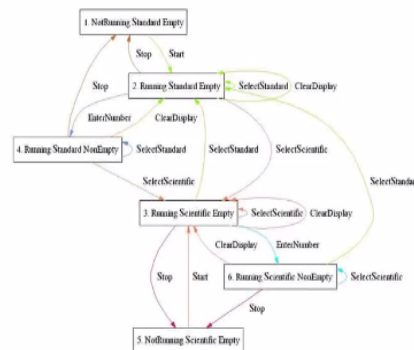 1. NotRunning Standard Empty
Stop
Start
2. Running Standard Empty
SelectStandard
ClearDisplay
Stop
EnterNumber
ClearDisplay
4. Running Standard NonEmpty
SelectStandard
SelectStandard
SelectScientific
SelectScientific
SelectStandard
3. Running Scientific Empty
SelectScientific
ClearDisplay
ClearDisplay
EnterNumber
Stop
Start
6. Running Scientific NonEmpty
SelectScientific
Stop
5. NotRunning Scientific Empty